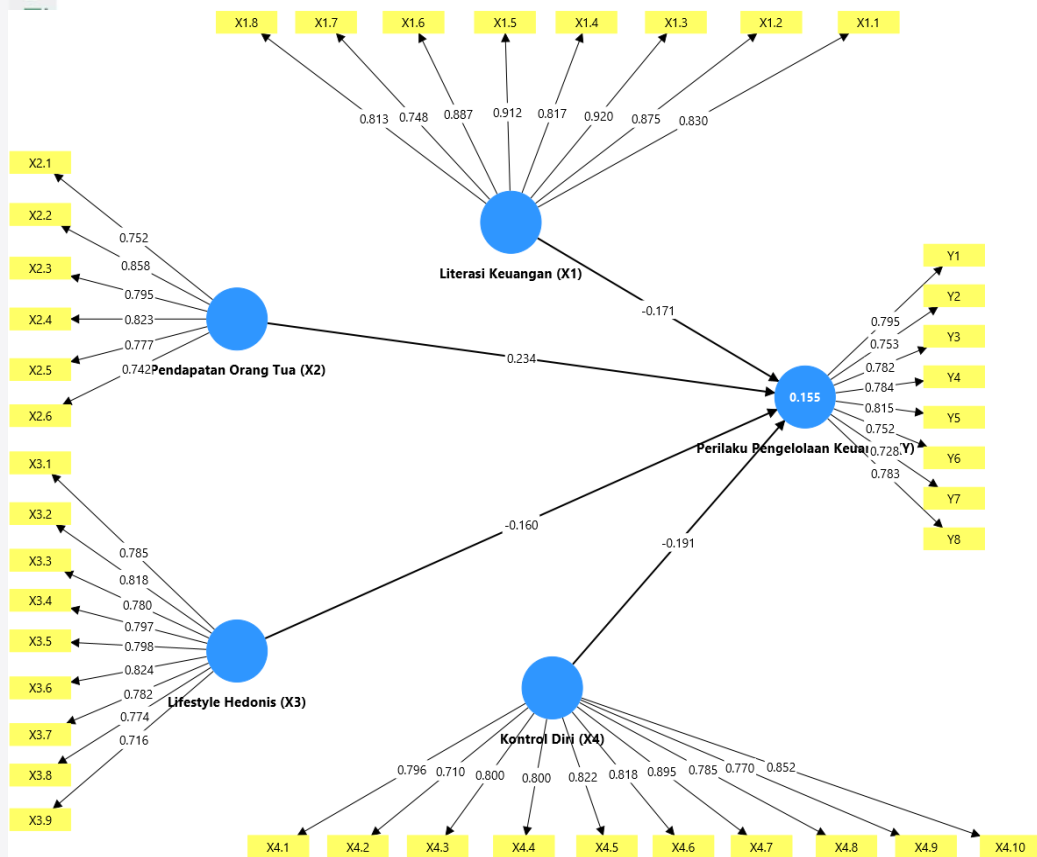 X1.8 X1.7 X1.6 X1.5 X1.4 X1.3 X1.2 X1.1
0.813 0.748 0.887 0.912 0.817 0.920 0.875 0.830
Literasi Keuangan (X1)
X2.1
X2.2
X2.3
X2.4
X2.5
X2.6
0.752
0.858
0.795
0.823
0.777
0.742
Pendapatan Orang Tua (X2)
-0.171
0.234
0.155
Perilaku Pengelolaan Keua Y)
Y1
Y2
Y3
Y4
Y5
Y6
Y7
Y8
0.795
0.753
0.782
0.784
0.815
0.752
0.728
0.783
X3.1
X3.2
X3.3
X3.4
X3.5
X3.6
X3.7
X3.8
X3.9
0.785
0.818
0.780
0.797
0.798
0.824
0.782
0.774
0.716
Lifestyle Hedonis (X3)
-0.160
-0.191
Kontrol Diri (X4)
0.796 0.710 0.800 0.800 0.822 0.818 0.895 0.785 0.770 0.852
X4.1 X4.2 X4.3 X4.4 X4.5 X4.6 X4.7 X4.8 X4.9 X4.10